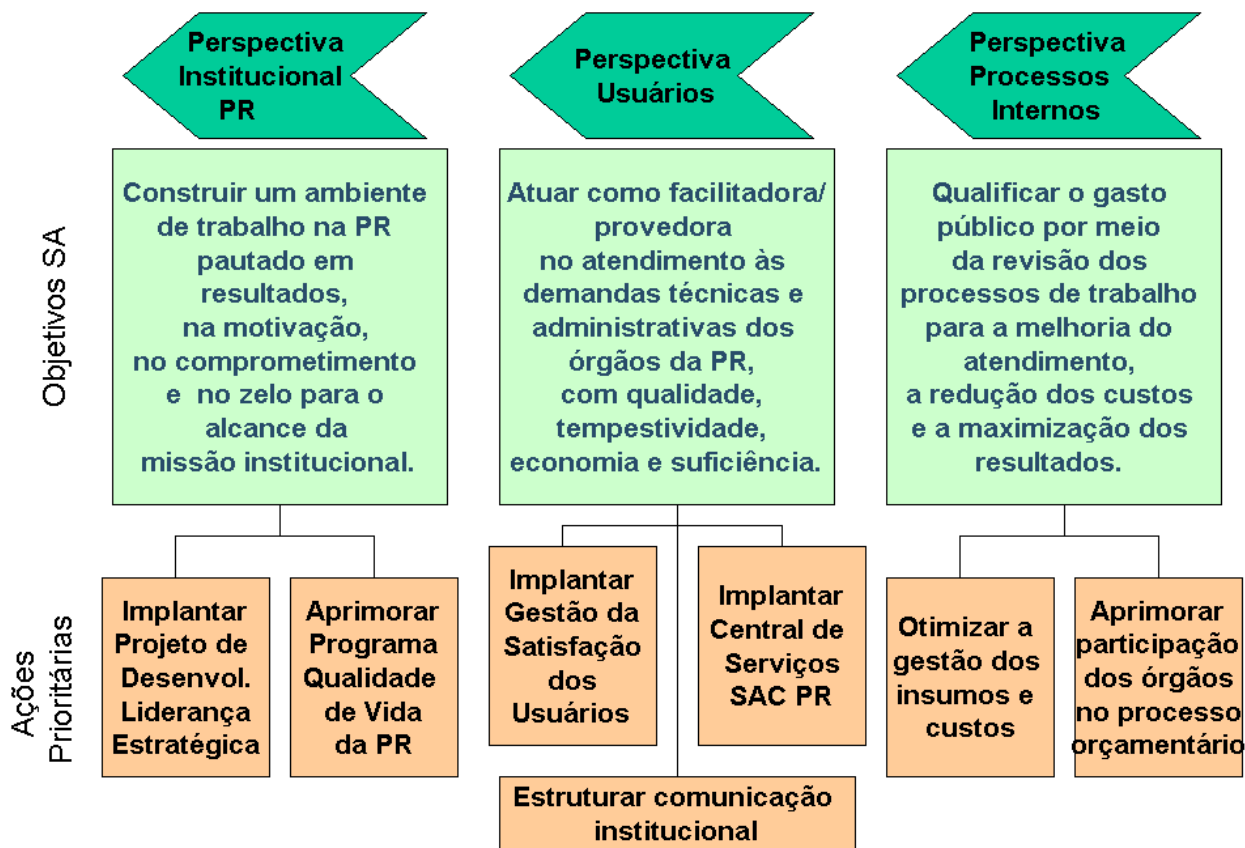 Perspectiva
Institucional
PR
Perspectiva
Usuários
Perspectiva
Processos
Internos
Objetivos SA
Construir um ambiente
de trabalho na PR
pautado em
resultados,
na motivação,
no comprometimento
e no zelo para o
alcance da
missão institucional.
Atuar como facilitadora/
provedora
no atendimento às
demandas técnicas e
administrativas dos
órgãos da PR,
com qualidade,
tempestividade,
economia e suficiência.
Qualificar o gasto
público por meio
da revisão dos
processos de trabalho
para a melhoria do
atendimento,
a redução dos custos
e a maximização dos
resultados.
Ações
Prioritárias
Implantar
Projeto de
Desenvol.
Liderança
Estratégica
Aprimorar
Programa
Qualidade
de Vida
da PR
Implantar
Gestão da
Satisfação
dos
Usuários
Implantar
Central de
Serviços
SAC PR
Estruturar comunicação
institucional
Otimizar a
gestão dos
insumos e
custos
Aprimorar
participação
dos órgãos
no processo
orçamentário